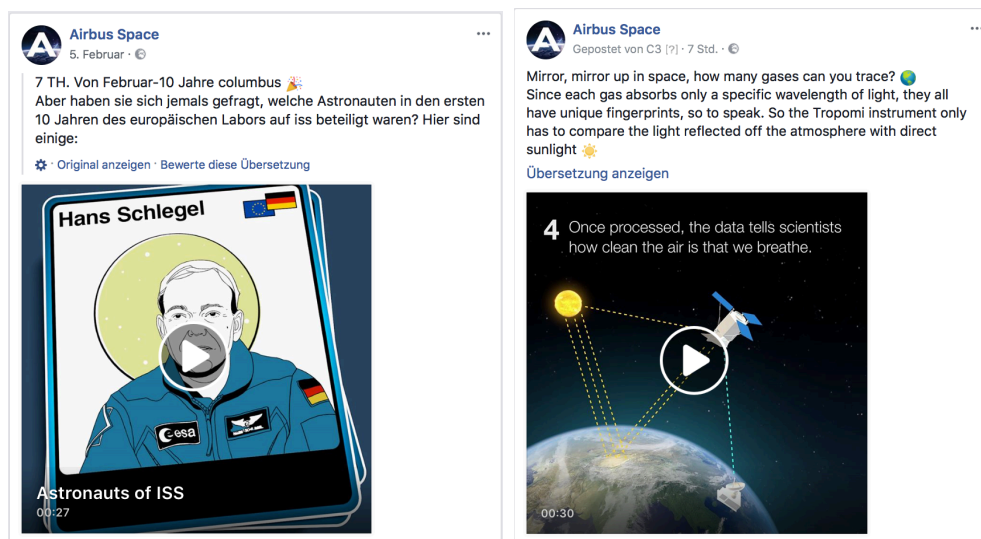 Airbus Space
5. Februar ·
7 TH. Von Februar-10 Jahre columbus 🎉
Aber haben sie sich jemals gefragt, welche Astronauten in den ersten
10 Jahren des europäischen Labors auf iss beteiligt waren? Hier sind
einige:
· Original anzeigen · Bewerte diese Übersetzung
Hans Schlegel
esa
Astronauts of ISS
00:27
Airbus Space
Gepostet von C3 [?] · 7 Std. ·
Mirror, mirror up in space, how many gases can you trace? 🌍
Since each gas absorbs only a specific wavelength of light, they all
have unique fingerprints, so to speak. So the Tropomi instrument only
has to compare the light reflected off the atmosphere with direct
sunlight ☀️
Übersetzung anzeigen
4 Once processed, the data tells scientists
how clean the air is that we breathe.
00:30